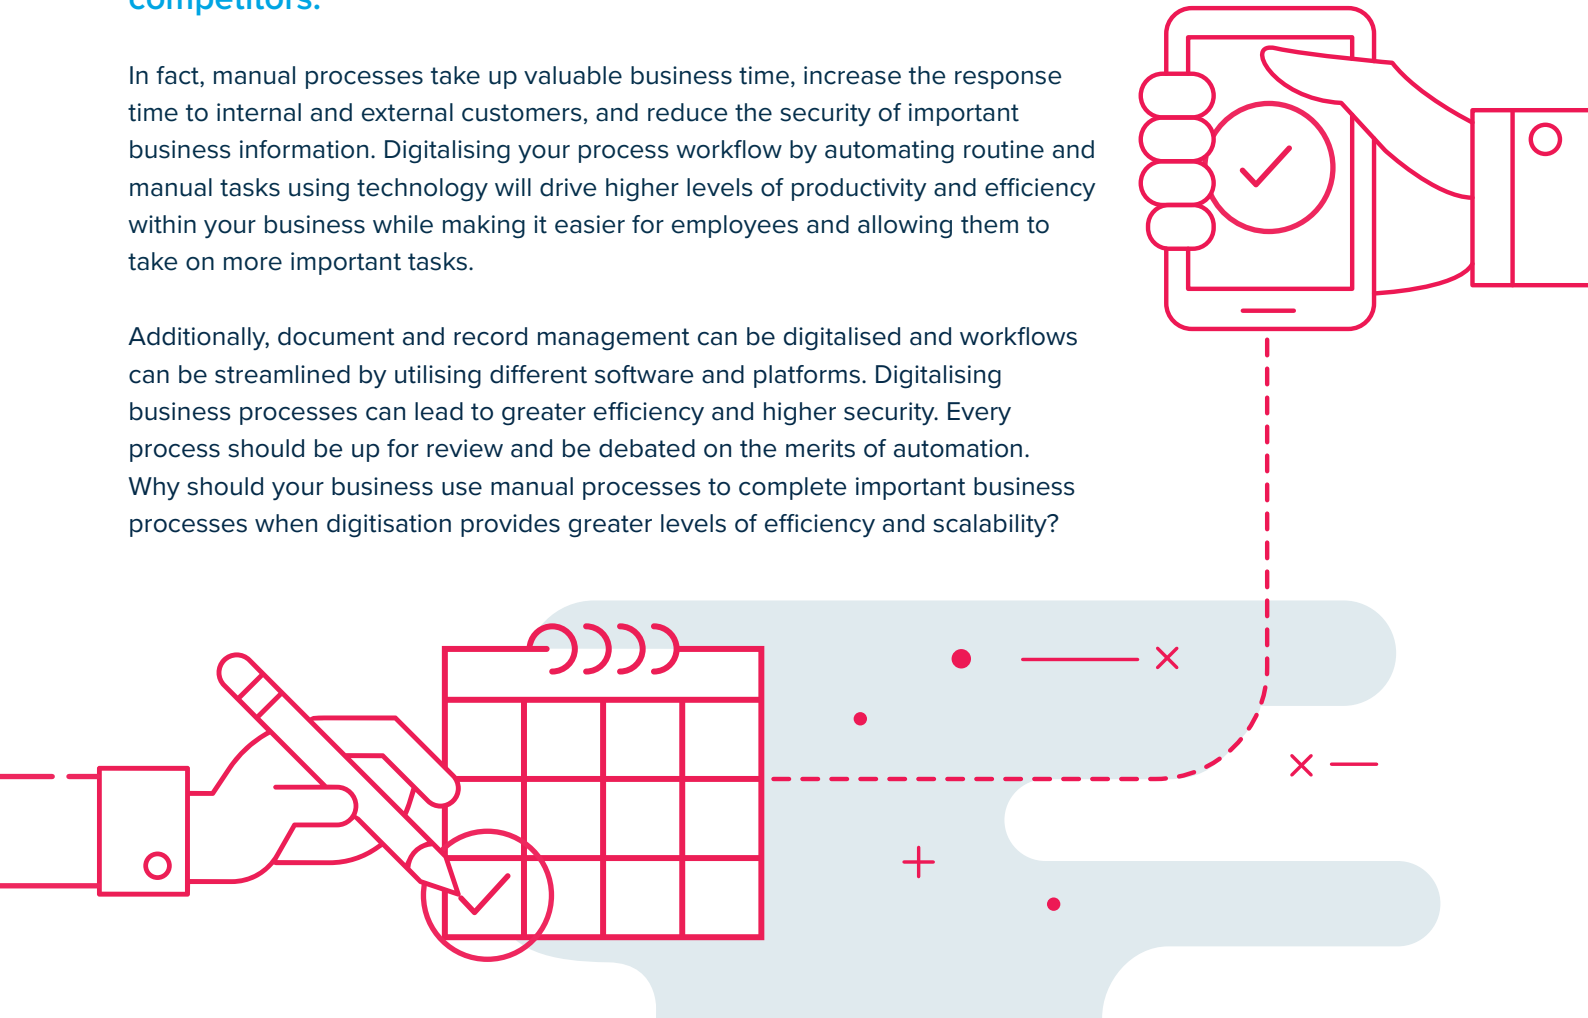 competitors.
In fact, manual processes take up valuable business time, increase the response
time to internal and external customers, and reduce the security of important
business information. Digitalising your process workflow by automating routine and
manual tasks using technology will drive higher levels of productivity and efficiency
within your business while making it easier for employees and allowing them to
take on more important tasks.
Additionally, document and record management can be digitalised and workflows
can be streamlined by utilising different software and platforms. Digitalising
business processes can lead to greater efficiency and higher security. Every
process should be up for review and be debated on the merits of automation.
Why should your business use manual processes to complete important business
processes when digitisation provides greater levels of efficiency and scalability?